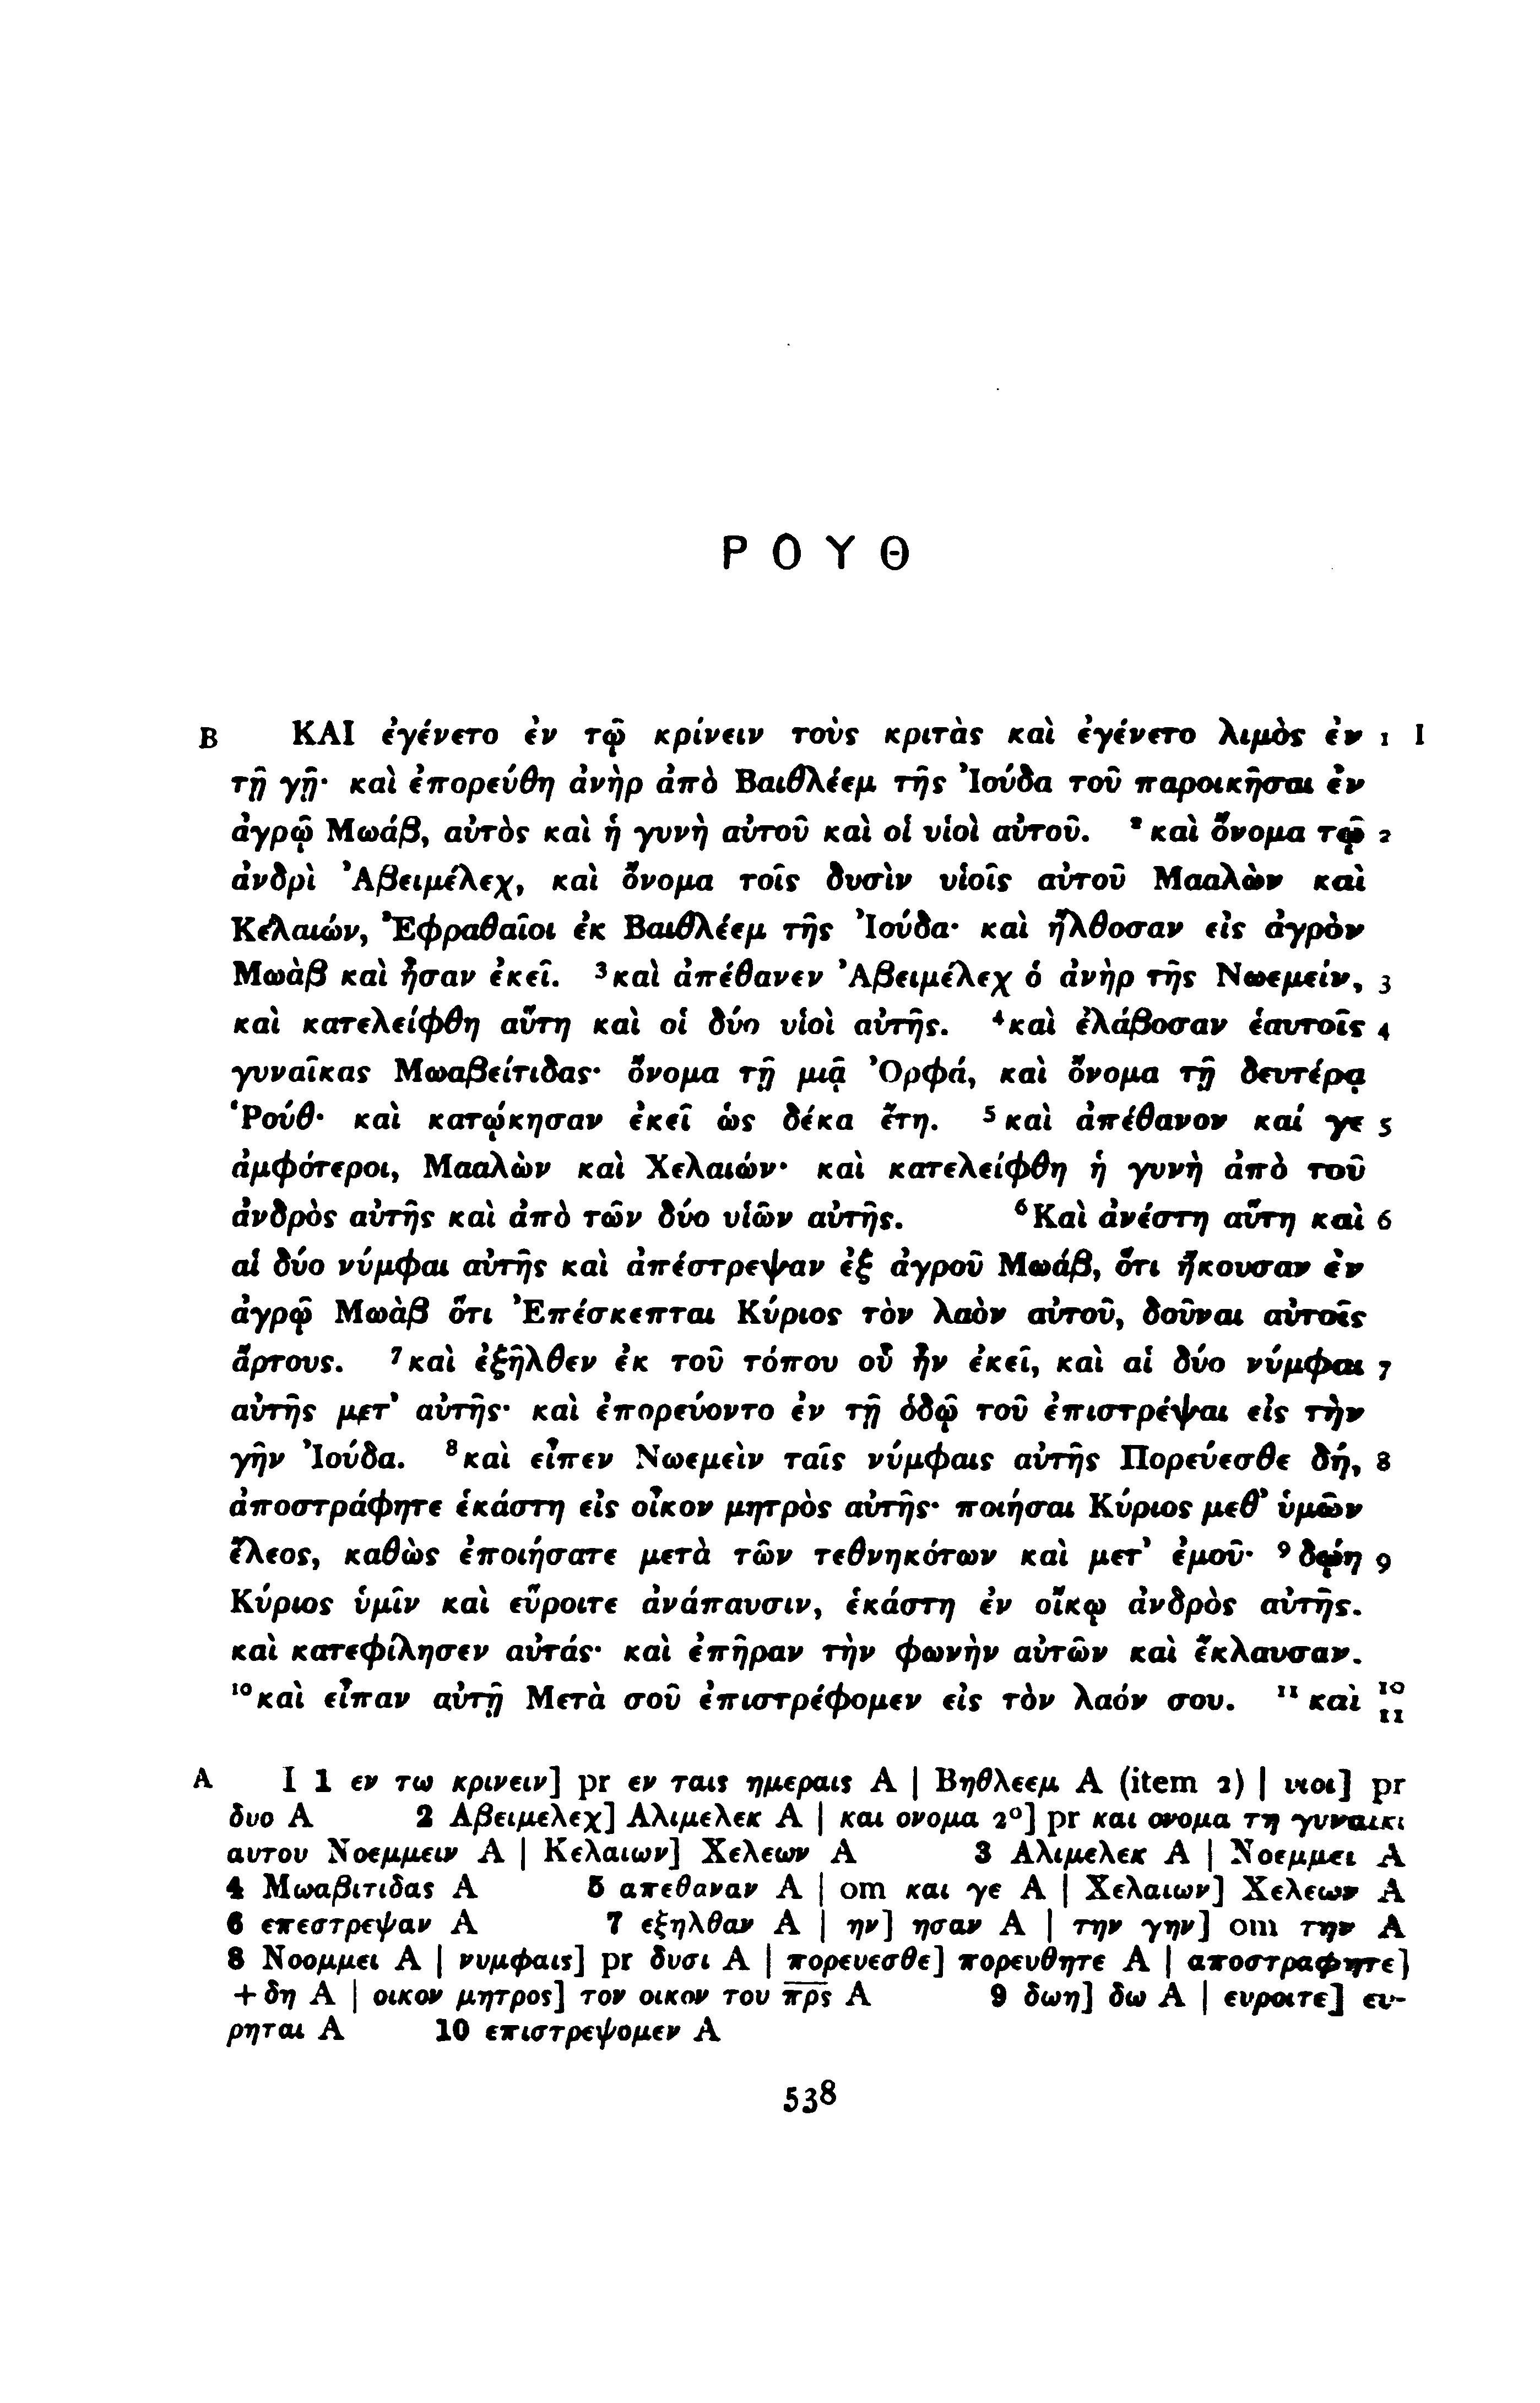 ΡΟΥΘ
B ΚΑΙ ἐγένετο ἐν τῷ κρίνειν τοὺς κριτὰς καὶ ἐγένετο λιμὸς ἐν 1 I
τῇ γῇ· καὶ ἐπορεύθη ἀνὴρ ἀπὸ Βαιθλέεμ τῆς Ἰούδα τοῦ παροικῆσαι ἐν
ἀγρῷ Μωάβ, αὐτὸς καὶ ἡ γυνὴ αὐτοῦ καὶ οἱ υἱοὶ αὐτοῦ. ²καὶ ὄνομα τῷ 2
ἀνδρὶ Ἀβειμέλεχ, καὶ ὄνομα τοῖς δυσὶν υἱοῖς αὐτοῦ Μααλὼν καὶ
Κελαιών, Ἐφραθαῖοι ἐκ Βαιθλέεμ τῆς Ἰούδα· καὶ ἤλθοσαν εἰς ἀγρὸν
Μωὰβ καὶ ἦσαν ἐκεῖ. ³καὶ ἀπέθανεν Ἀβειμέλεχ ὁ ἀνὴρ τῆς Νωεμείν, 3
καὶ κατελείφθη αὕτη καὶ οἱ δύο υἱοὶ αὐτῆς. ⁴καὶ ἐλάβοσαν ἑαυτοῖς 4
γυναῖκας Μωαβείτιδας· ὄνομα τῇ μιᾷ Ὀρφά, καὶ ὄνομα τῇ δευτέρᾳ
Ῥούθ· καὶ κατῴκησαν ἐκεῖ ὡς δέκα ἔτη. ⁵καὶ ἀπέθανον καί γε 5
ἀμφότεροι, Μααλὼν καὶ Χελαιών· καὶ κατελείφθη ἡ γυνὴ ἀπὸ τοῦ
ἀνδρὸς αὐτῆς καὶ ἀπὸ τῶν δύο υἱῶν αὐτῆς. ⁶Καὶ ἀνέστη αὕτη καὶ 6
αἱ δύο νύμφαι αὐτῆς καὶ ἀπέστρεψαν ἐξ ἀγροῦ Μωάβ, ὅτι ἤκουσαν ἐν
ἀγρῷ Μωὰβ ὅτι Ἐπέσκεπται Κύριος τὸν λαὸν αὐτοῦ, δοῦναι αὐτοῖς
ἄρτους. ⁷καὶ ἐξῆλθεν ἐκ τοῦ τόπου οὗ ἦν ἐκεῖ, καὶ αἱ δύο νύμφαι 7
αὐτῆς μετ᾽ αὐτῆς· καὶ ἐπορεύοντο ἐν τῇ ὁδῷ τοῦ ἐπιστρέψαι εἰς τὴν
γῆν Ἰούδα. ⁸καὶ εἶπεν Νωεμεὶν ταῖς νύμφαις αὐτῆς Πορεύεσθε δή, 8
ἀποστράφητε ἑκάστη εἰς οἶκον μητρὸς αὐτῆς· ποιήσαι Κύριος μεθ᾽ ὑμῶν
ἔλεος, καθὼς ἐποιήσατε μετὰ τῶν τεθνηκότων καὶ μετ᾽ ἐμοῦ· ⁹δῴη 9
Κύριος ὑμῖν καὶ εὕροιτε ἀνάπαυσιν, ἑκάστη ἐν οἴκῳ ἀνδρὸς αὐτῆς.
καὶ κατεφίλησεν αὐτάς· καὶ ἐπῆραν τὴν φωνὴν αὐτῶν καὶ ἔκλαυσαν.
¹⁰καὶ εἶπαν αὐτῇ Μετὰ σοῦ ἐπιστρέφομεν εἰς τὸν λαόν σου. ¹¹καὶ 10 11
A I 1 εν τω κρινειν] pr εν ταις ημεραις A | Βηθλεεμ A (item 2) | υιοι] pr
δυο A 2 Αβειμελεχ] Αλιμελεκ A | και ονομα 2⁰] pr και ονομα τη γυναικι
αυτου Νοεμμειν A | Κελαιων] Χελεων A 3 Αλιμελεκ A | Νοεμμει A
4 Μωαβιτιδας A 5 απεθαναν A | om και γε A | Χελαιων] Χελεων A
6 επεστρεψαν A 7 εξηλθαν A | ην] ησαν A | την γην] om την A
8 Νοομμει A | νυμφαις] pr δυσι A | πορευεσθε] πορευθητε A | αποστραφητε]
+δη A | οικον μητρος] τον οικον του π̅ρ̅ς̅ A 9 δωη] δω A | ευροιτε] ευ-
ρηται A 10 επιστρεψομεν A
538